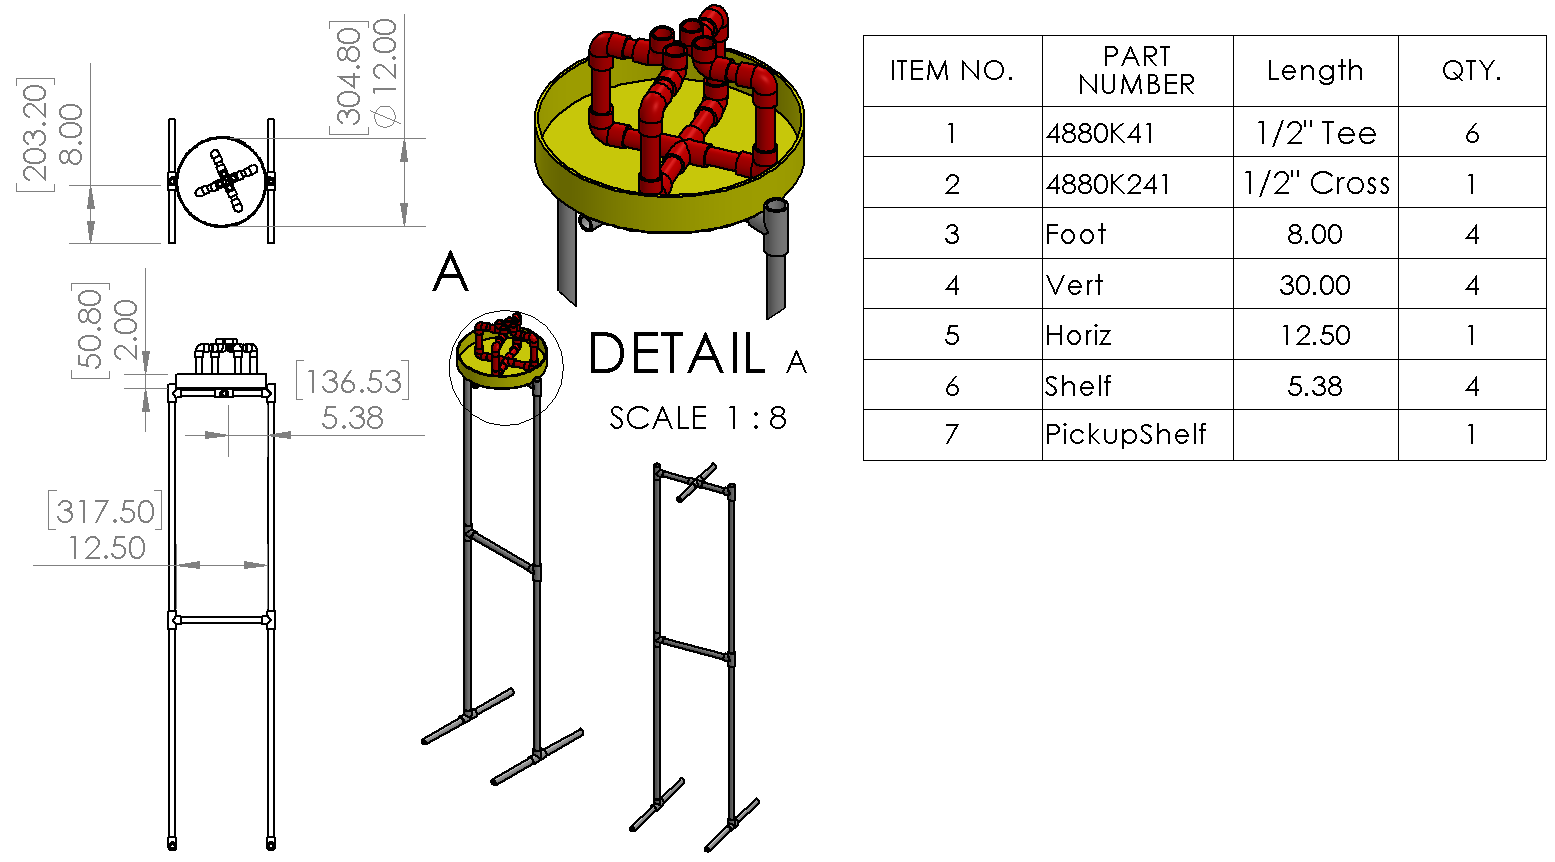 [203.20]
8.00
[304.80]
Ø 12.00
[50.80]
2.00
[136.53]
5.38
[317.50]
12.50
A
DETAIL A
SCALE 1 : 8
ITEM NO. PART NUMBER Length QTY.
1 4880K41 1/2" Tee 6
2 4880K241 1/2" Cross 1
3 Foot 8.00 4
4 Vert 30.00 4
5 Horiz 12.50 1
6 Shelf 5.38 4
7 PickupShelf 1